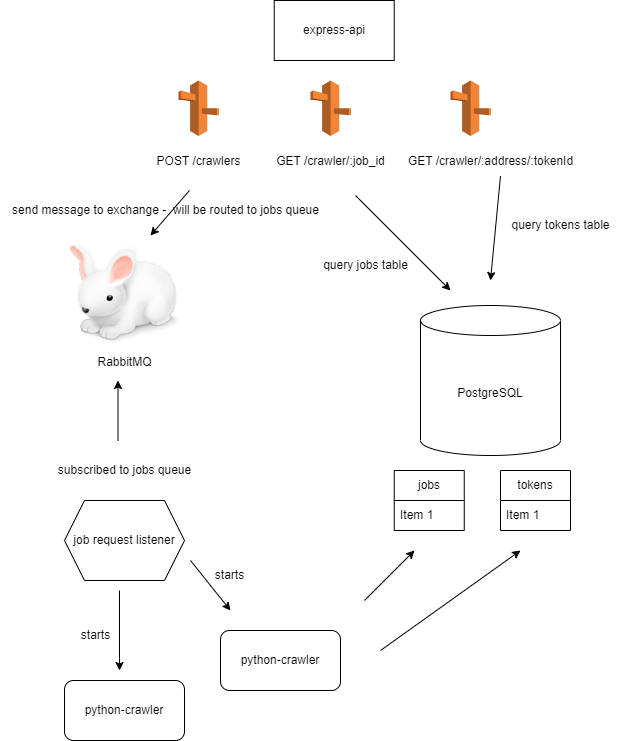 express-api
POST /crawlers
GET /crawler/:job_id
GET /crawler/:address/:tokenId
send message to exchange - will be routed to jobs queue
query tokens table
query jobs table
RabbitMQ
PostgreSQL
subscribed to jobs queue
jobs
tokens
Item 1
Item 1
job request listener
starts
starts
python-crawler
python-crawler